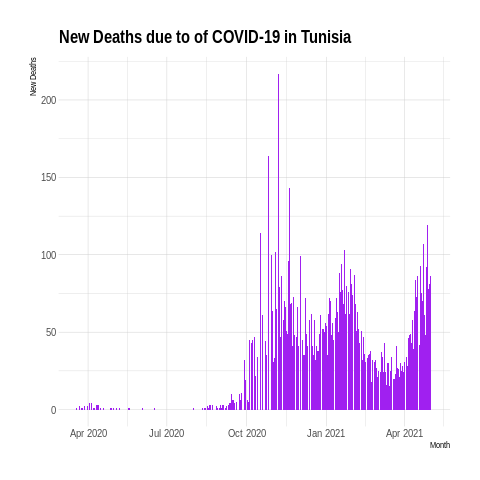 New Deaths due to of COVID-19 in Tunisia
New Deaths
200
150
100
50
0
Apr 2020 Jul 2020 Oct 2020 Jan 2021 Apr 2021
Month